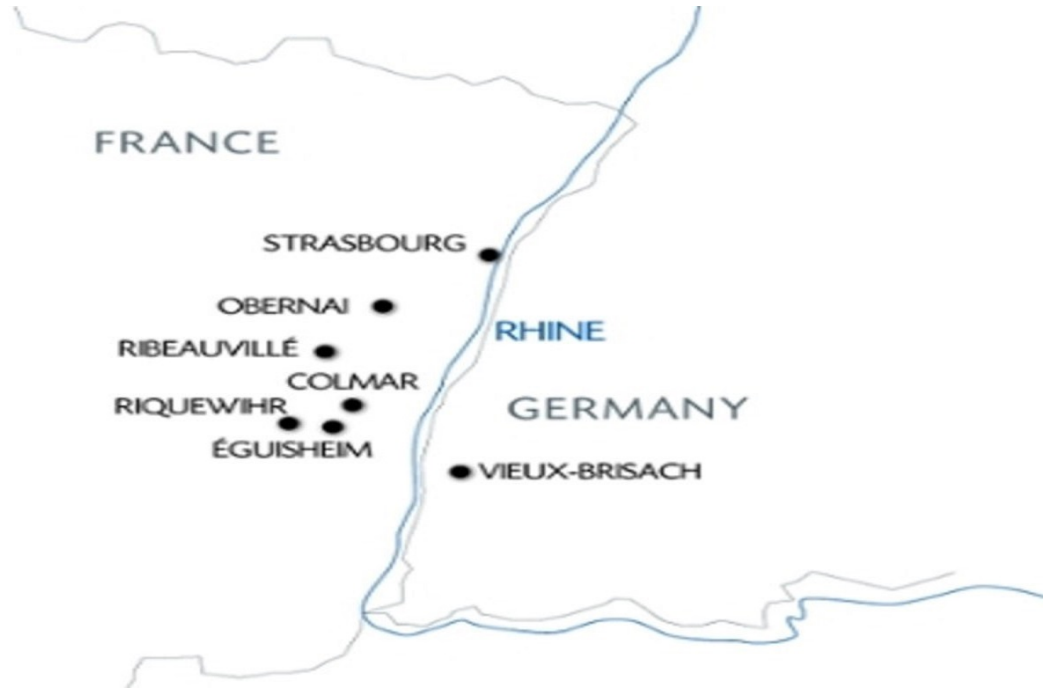 FRANCE
STRASBOURG
OBERNAI
RHINE
RIBEAUVILLÉ
COLMAR
RIQUEWIHR
GERMANY
ÉGUISHEIM
VIEUX-BRISACH